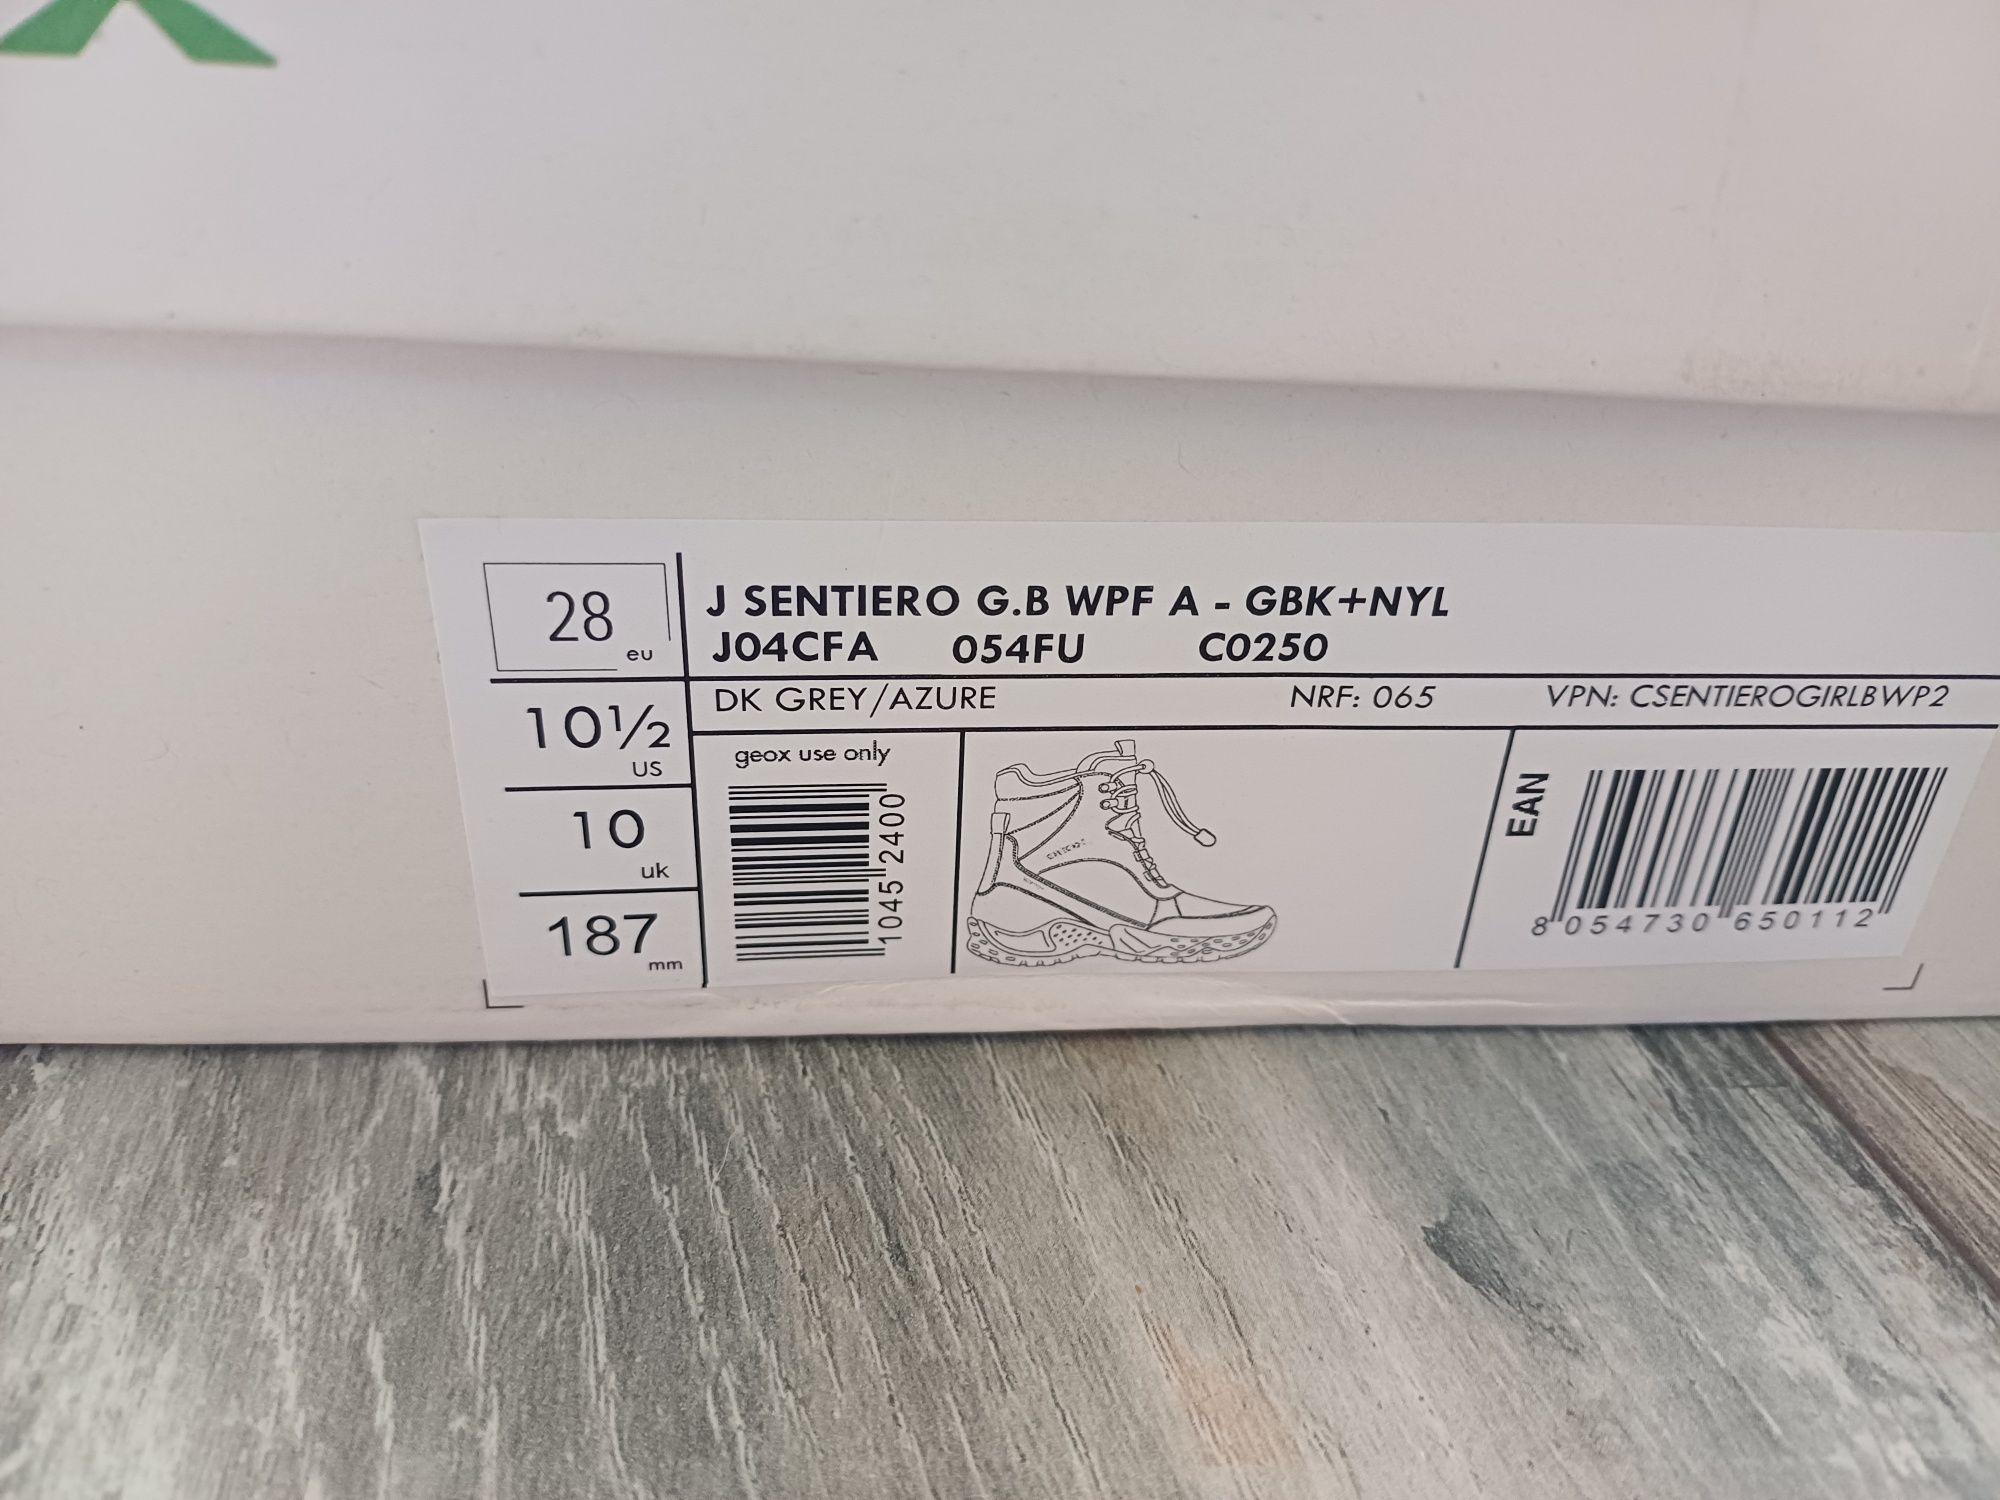 28 eu
10½ US
10 uk
187 mm
J SENTIERO G.B WPF A - GBK+NYL
J04CFA 054FU C0250
DK GREY/AZURE NRF: 065 VPN: CSENTIEROGIRLBWP2
geox use only
10452400
EAN
8 054730 650112